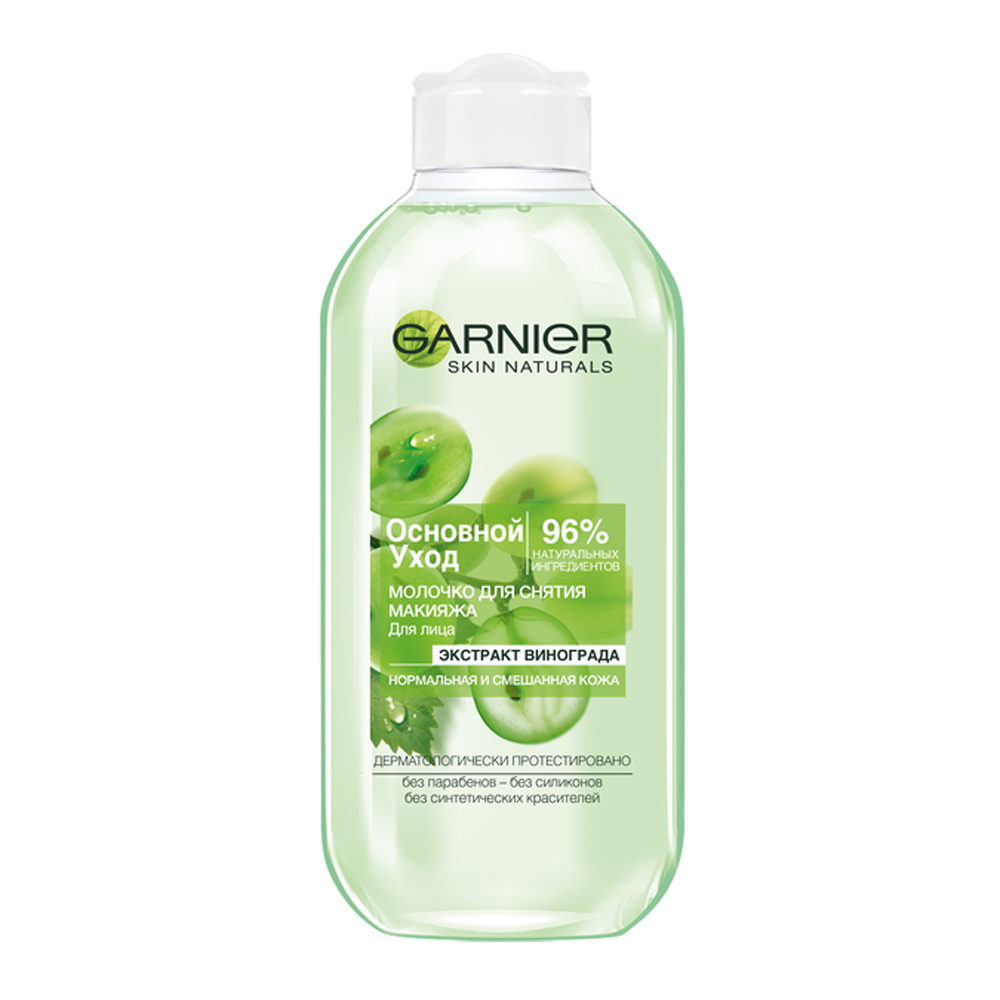 GARNIER
SKIN NATURALS
Основной
Уход
96%
НАТУРАЛЬНЫХ
ИНГРЕДИЕНТОВ
МОЛОЧКО ДЛЯ СНЯТИЯ
МАКИЯЖА
Для лица
ЭКСТРАКТ ВИНОГРАДА
НОРМАЛЬНАЯ И СМЕШАННАЯ КОЖА
ДЕРМАТОЛОГИЧЕСКИ ПРОТЕСТИРОВАНО
без парабенов – без силиконов
без синтетических красителей